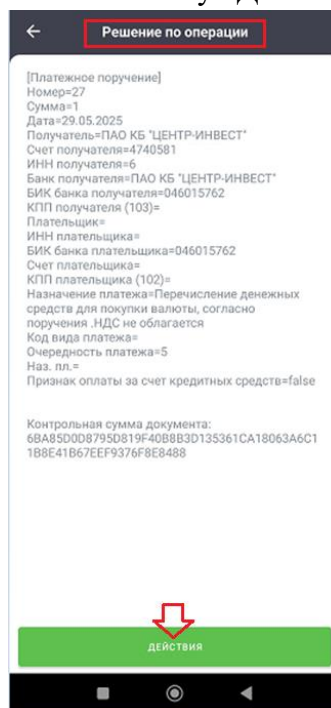 Решение по операции
[Платежное поручение]
Номер=27
Сумма=1
Дата=29.05.2025
Получатель=ПАО КБ "ЦЕНТР-ИНВЕСТ"
Счет получателя=4740581
ИНН получателя=6
Банк получателя=ПАО КБ "ЦЕНТР-ИНВЕСТ"
БИК банка получателя=046015762
КПП получателя (103)=
Плательщик=
ИНН плательщика=
БИК банка плательщика=046015762
Счет плательщика=
КПП плательщика (102)=
Назначение платежа=Перечисление денежных
средств для покупки валюты, согласно
поручения .НДС не облагается
Код вида платежа=
Очередность платежа=5
Наз. пл.=
Признак оплаты за счет кредитных средств=false
Контрольная сумма документа:
6BA85D0D8795D819F40B8B3D135361CA18063A6C1
1B8E41B67EEF9376F8E8488
ДЕЙСТВИЯ